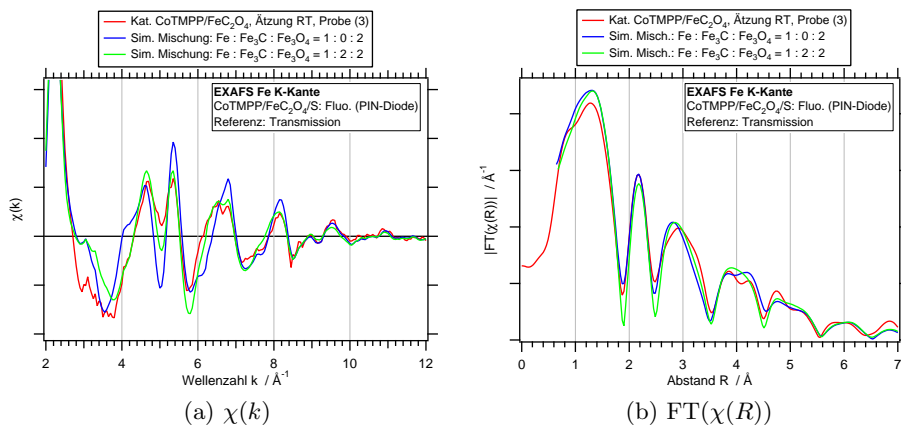 Kat. CoTMPP/FeC₂O₄, Ätzung RT, Probe (3)
Sim. Mischung: Fe : Fe₃C : Fe₃O₄ = 1 : 0 : 2
Sim. Mischung: Fe : Fe₃C : Fe₃O₄ = 1 : 2 : 2
EXAFS Fe K-Kante
CoTMPP/FeC₂O₄/S: Fluo. (PIN-Diode)
Referenz: Transmission
χ(k)
2 4 6 8 10 12
Wellenzahl k / Å⁻¹
(a) χ(k)
Kat. CoTMPP/FeC₂O₄, Ätzung RT, Probe (3)
Sim. Misch.: Fe : Fe₃C : Fe₃O₄ = 1 : 0 : 2
Sim. Misch.: Fe : Fe₃C : Fe₃O₄ = 1 : 2 : 2
EXAFS Fe K-Kante
CoTMPP/FeC₂O₄/S: Fluo. (PIN-Diode)
Referenz: Transmission
|FT(χ(R))| / Å⁻¹
0 1 2 3 4 5 6 7
Abstand R / Å
(b) FT(χ(R))